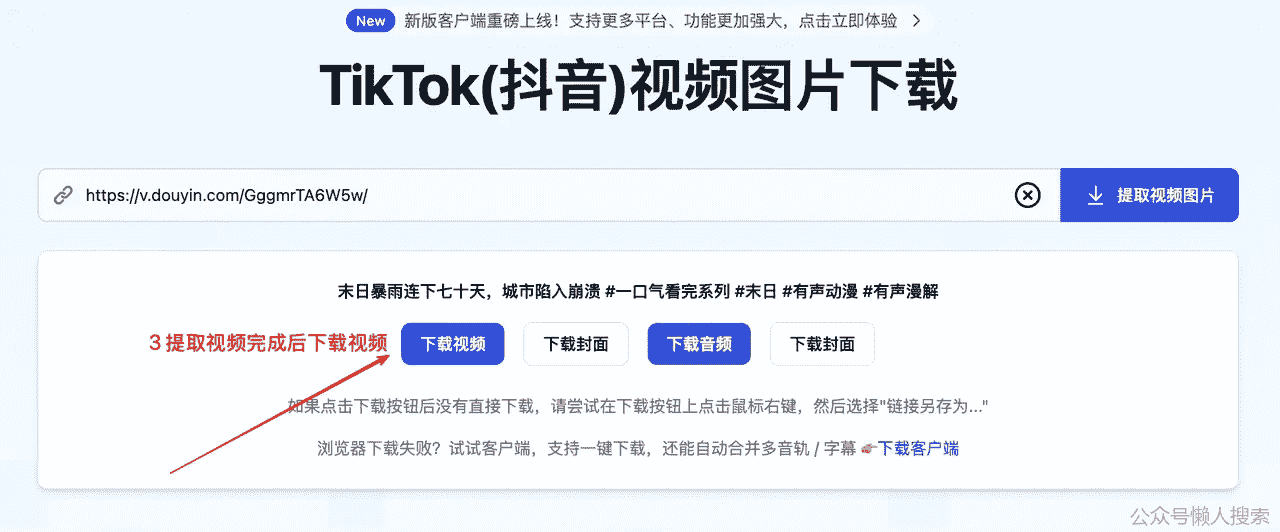 New 新版客户端重磅上线！支持更多平台、功能更加强大，点击立即体验
TikTok(抖音)视频图片下载
https://v.douyin.com/GggmrTA6W5w/ 提取视频图片
末日暴雨连下七十天，城市陷入崩溃 #一口气看完系列 #末日 #有声动漫 #有声漫解
3 提取视频完成后下载视频 下载视频 下载封面 下载音频 下载封面
如果点击下载按钮后没有直接下载，请尝试在下载按钮上点击鼠标右键，然后选择"链接另存为..."
浏览器下载失败？试试客户端，支持一键下载，还能自动合并多音轨 / 字幕 下载客户端
公众号懒人搜索